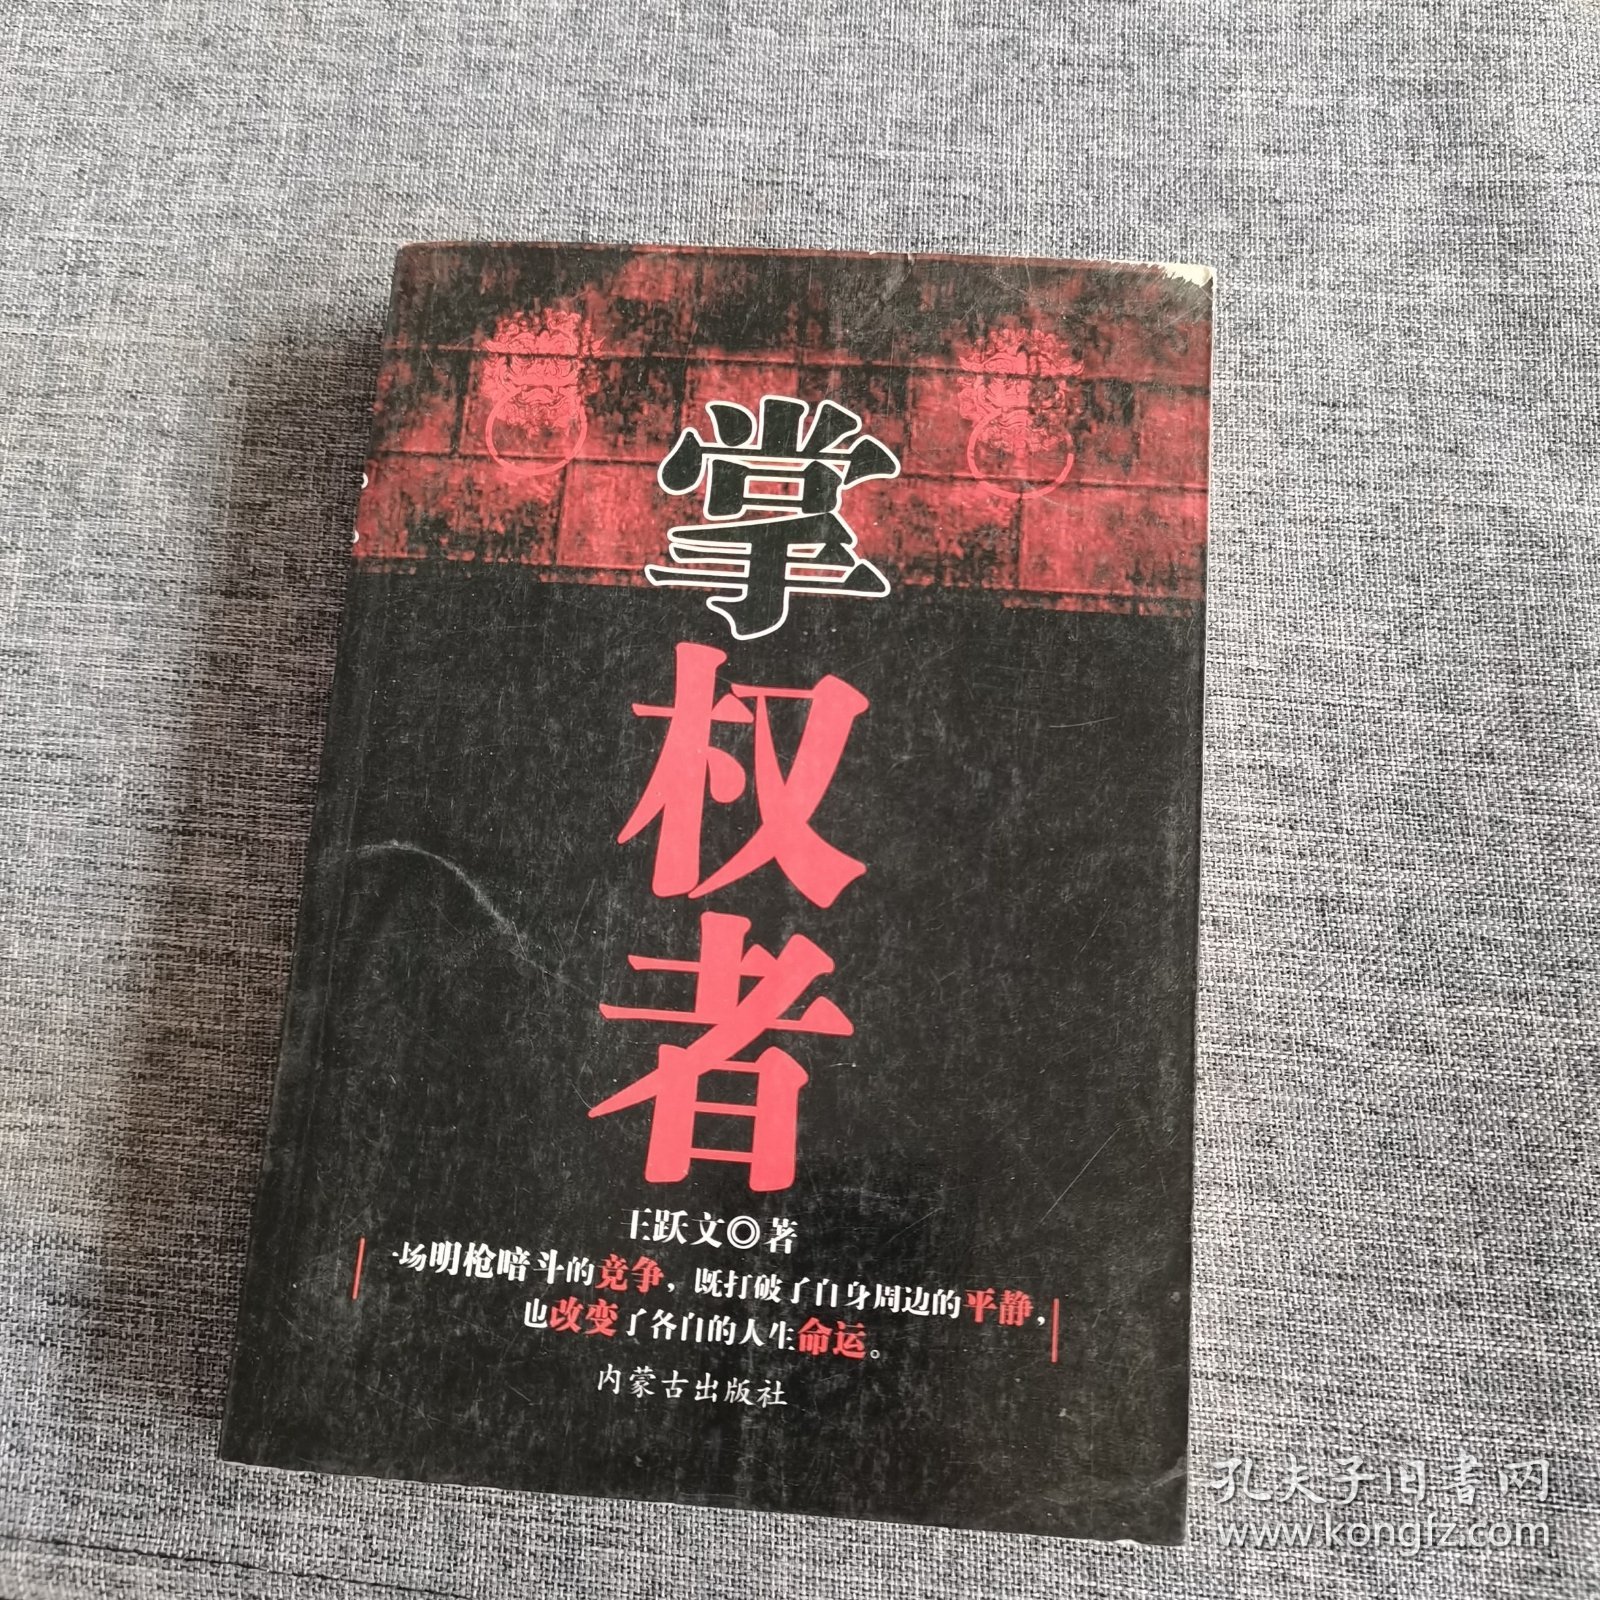 掌
权
者
王跃文◎著
一场明枪暗斗的竞争，既打破了自身周边的平静，
也改变了各自的人生命运。
内蒙古出版社
孔夫子旧书网
www.kongfz.com